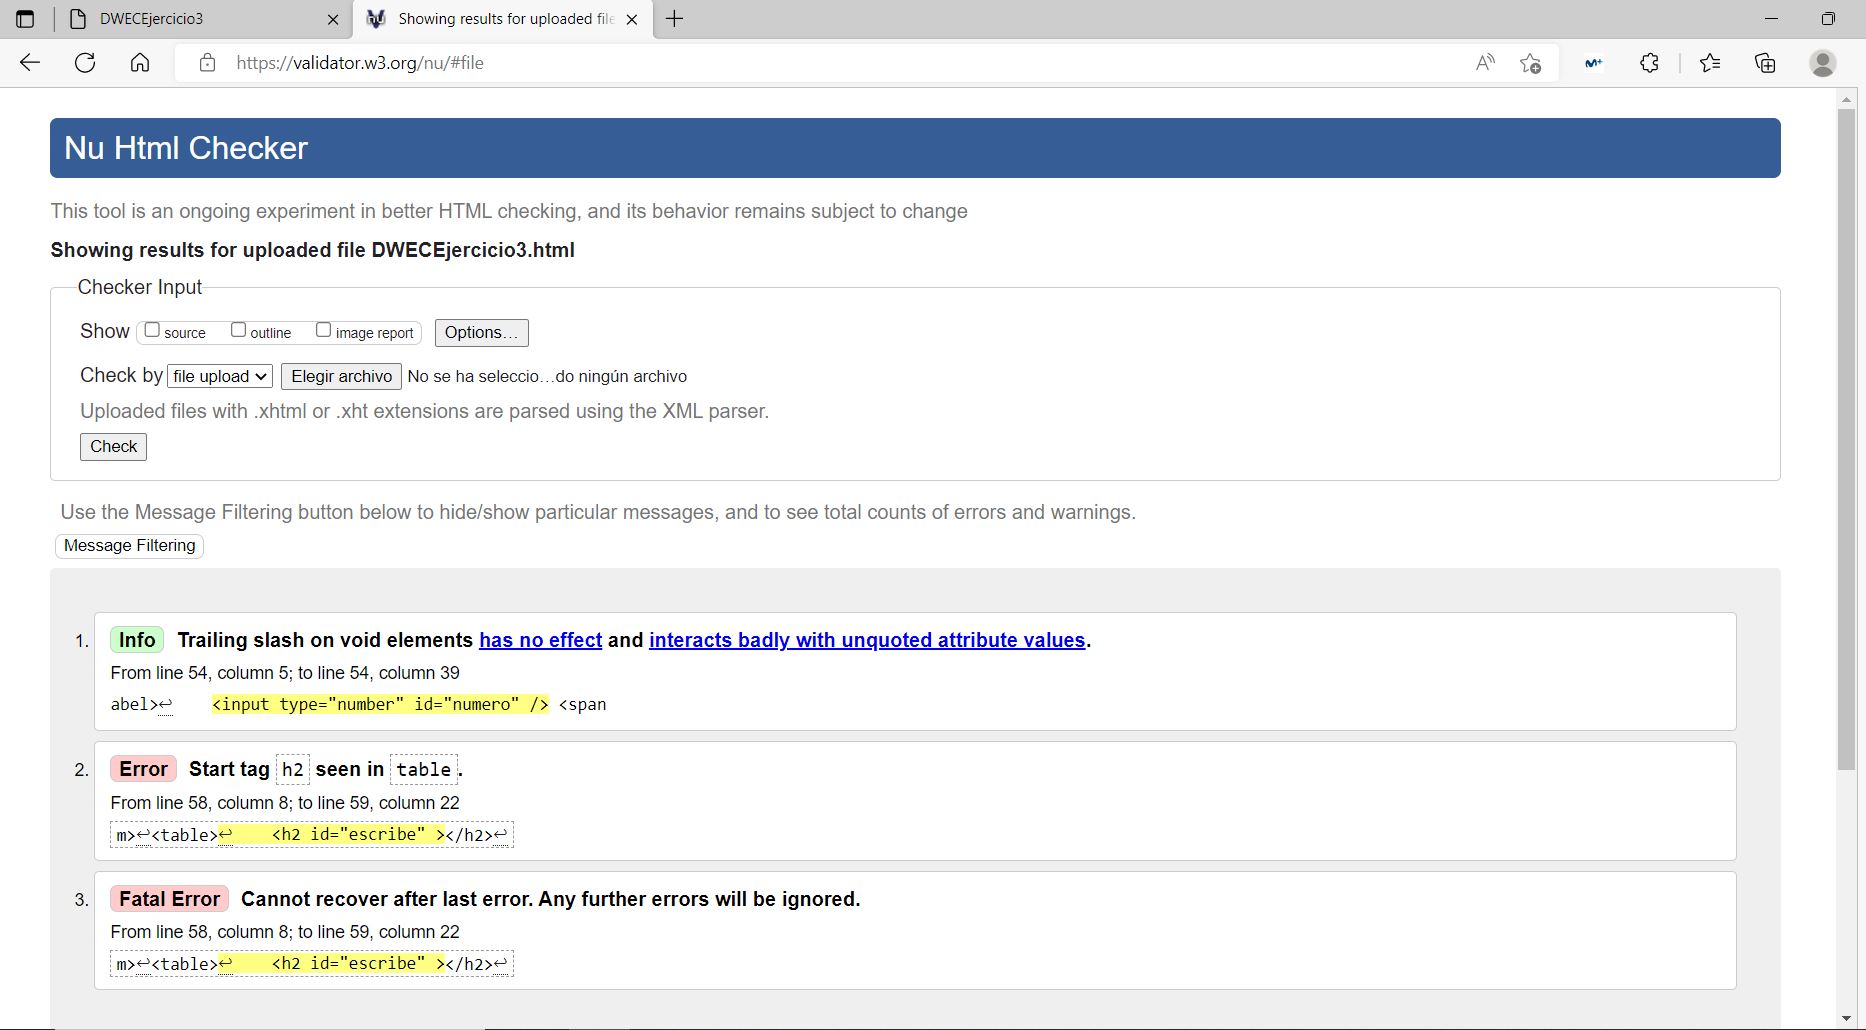 DWECEjercicio3
Showing results for uploaded file
https://validator.w3.org/nu/#file
Nu Html Checker
This tool is an ongoing experiment in better HTML checking, and its behavior remains subject to change
Showing results for uploaded file DWECEjercicio3.html
Checker Input
Show source outline image report Options...
Check by file upload Elegir archivo No se ha seleccio...do ningún archivo
Uploaded files with .xhtml or .xht extensions are parsed using the XML parser.
Check
Use the Message Filtering button below to hide/show particular messages, and to see total counts of errors and warnings.
Message Filtering
1. Info Trailing slash on void elements has no effect and interacts badly with unquoted attribute values.
From line 54, column 5; to line 54, column 39
abel>↩ <input type="number" id="numero" /> <span
2. Error Start tag h2 seen in table.
From line 58, column 8; to line 59, column 22
m>↩<table>↩ <h2 id="escribe" ></h2>↩
3. Fatal Error Cannot recover after last error. Any further errors will be ignored.
From line 58, column 8; to line 59, column 22
m>↩<table>↩ <h2 id="escribe" ></h2>↩